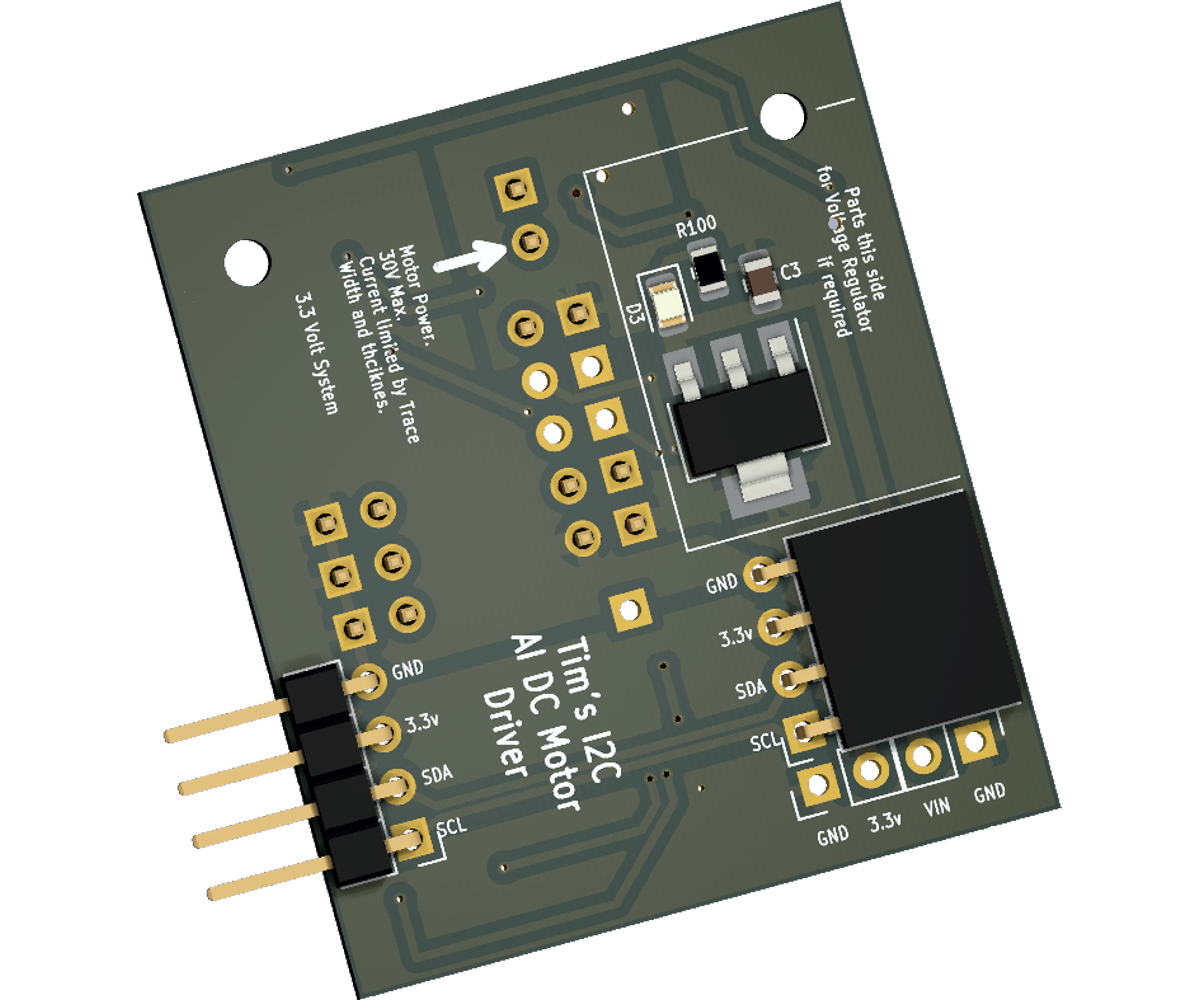 Parts this side
for Voltage Regulator
if required
R100
C3
D3
Motor Power.
30V Max.
Current limited by Trace
Width and thciknes.
3.3 Volt System
GND
3.3v
SDA
SCL
GND
3.3v
SDA
SCL
Tim's I2C
AI DC Motor
Driver
GND
3.3v
VIN
GND